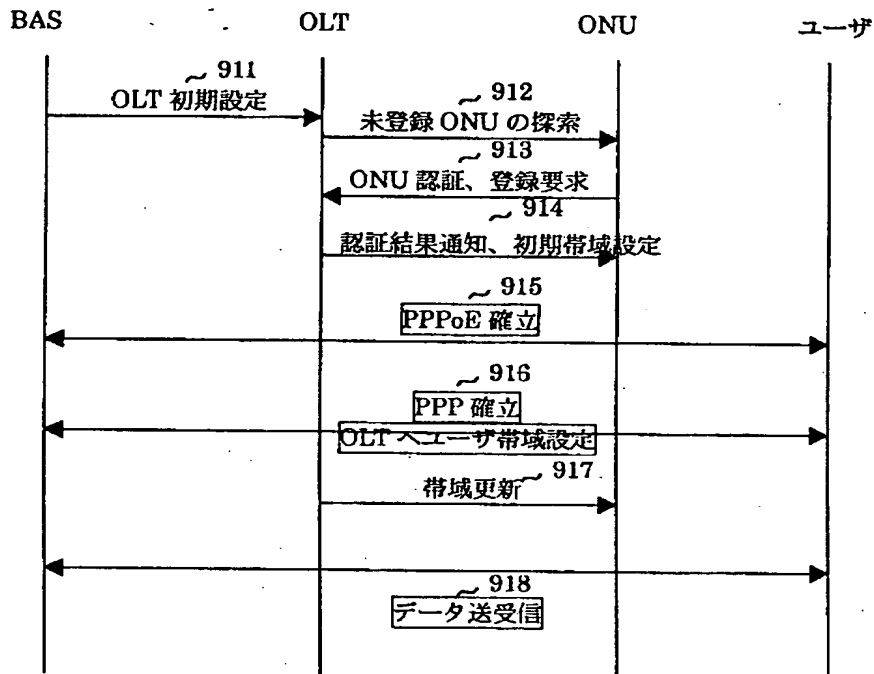 BAS OLT ONU ユーザ
911
OLT 初期設定
912
未登録 ONU の探索
913
ONU 認証、登録要求
914
認証結果通知、初期帯域設定
915
PPPoE 確立
916
PPP 確立
OLT へユーザ帯域設定
917
帯域更新
918
データ送受信